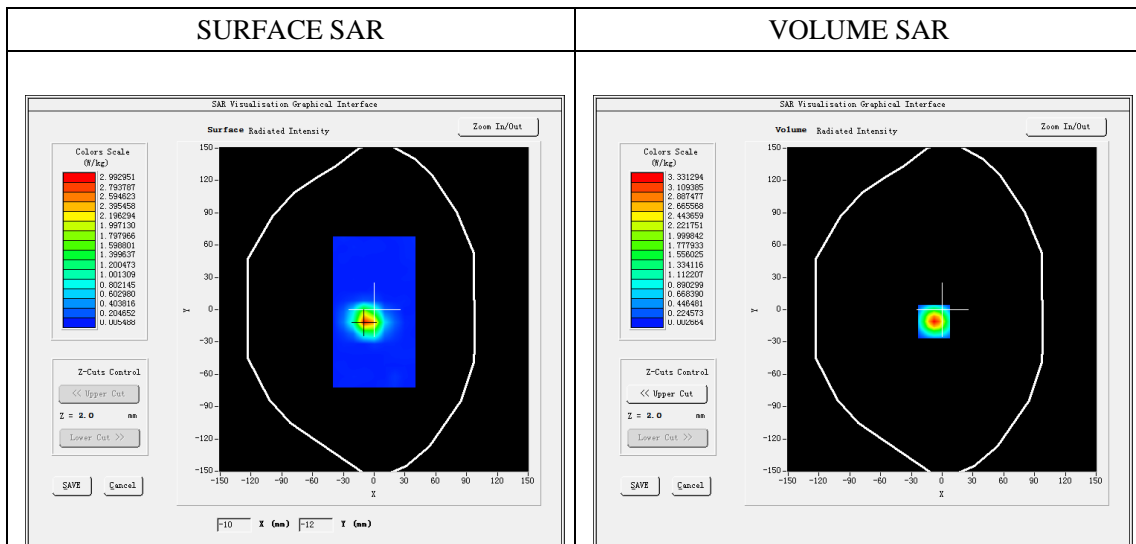 SURFACE SAR
VOLUME SAR
SAR Visualisation Graphical Interface
Surface Radiated Intensity
Zoom In/Out
Colors Scale
(W/kg)
2.992951
2.793787
2.594623
2.395458
2.196294
1.997130
1.797966
1.598801
1.399637
1.200473
1.001309
0.802145
0.602980
0.403816
0.204652
0.005488
150
120
90
60
30
0
-30
-60
-90
-120
-150
Y
-150 -120 -90 -60 -30 0 30 60 90 120 150
X
Z-Cuts Control
<< Upper Cut
Z = 2.0 mm
Lower Cut >>
SAVE Cancel
-10 X (mm) -12 Y (mm)
SAR Visualisation Graphical Interface
Volume Radiated Intensity
Zoom In/Out
Colors Scale
(W/kg)
3.331294
3.109385
2.887477
2.665568
2.443659
2.221751
1.999842
1.777933
1.556025
1.334116
1.112207
0.890299
0.668390
0.446481
0.224573
0.002664
150
120
90
60
30
0
-30
-60
-90
-120
-150
Y
-150 -120 -90 -60 -30 0 30 60 90 120 150
X
Z-Cuts Control
<< Upper Cut
Z = 2.0 mm
Lower Cut >>
SAVE Cancel